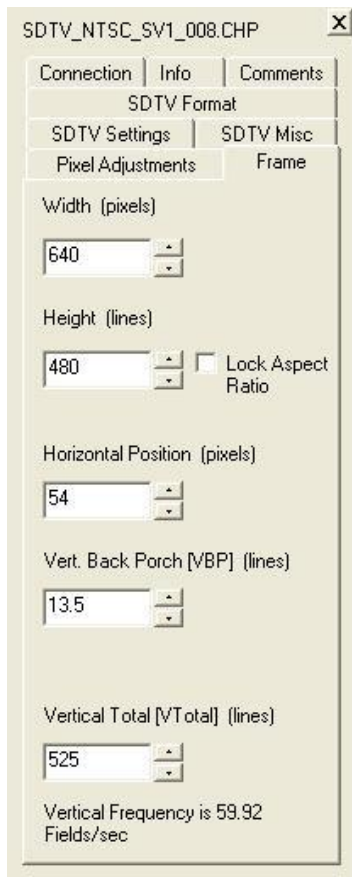 SDTV_NTSC_SV1_008.CHP
Connection Info Comments
SDTV Format
SDTV Settings SDTV Misc
Pixel Adjustments Frame
Width (pixels)
640
Height (lines)
480 Lock Aspect
Ratio
Horizontal Position (pixels)
54
Vert. Back Porch [VBP] (lines)
13.5
Vertical Total [VTotal] (lines)
525
Vertical Frequency is 59.92
Fields/sec